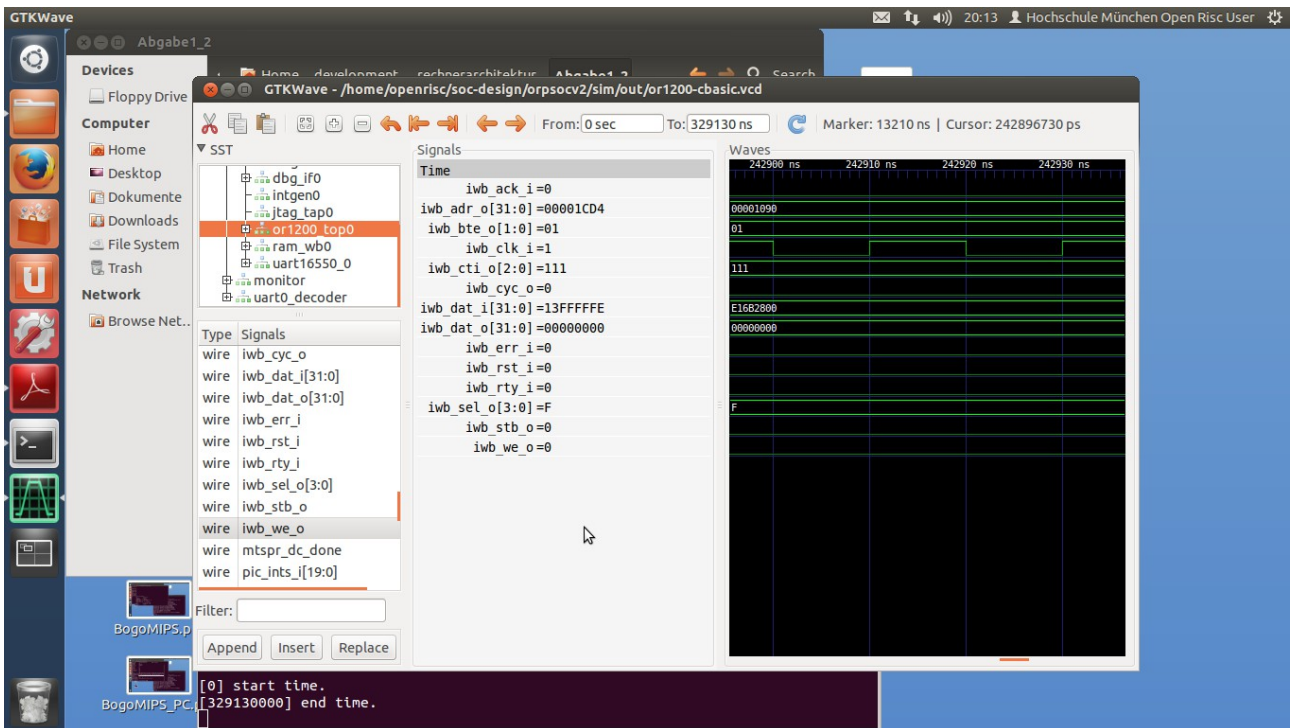 GTKWave
20:13 Hochschule München Open Risc User
Abgabe1_2
Devices
Floppy Drive
Computer
Home
Desktop
Dokumente
Downloads
File System
Trash
Network
Browse Net..
Home development rechnerarchitektur Abgabe1_2 Search
GTKWave - /home/openrisc/soc-design/orpsocv2/sim/out/or1200-cbasic.vcd
From: 0 sec To: 329130 ns Marker: 13210 ns | Cursor: 242896730 ps
SST
dbg_if0
intgen0
jtag_tap0
or1200_top0
ram_wb0
uart16550_0
monitor
uart0_decoder
Type Signals
wire iwb_cyc_o
wire iwb_dat_i[31:0]
wire iwb_dat_o[31:0]
wire iwb_err_i
wire iwb_rst_i
wire iwb_rty_i
wire iwb_sel_o[3:0]
wire iwb_stb_o
wire iwb_we_o
wire mtspr_dc_done
wire pic_ints_i[19:0]
Filter:
Append Insert Replace
Signals
Time
iwb_ack_i=0
iwb_adr_o[31:0]=00001CD4
iwb_bte_o[1:0]=01
iwb_clk_i=1
iwb_cti_o[2:0]=111
iwb_cyc_o=0
iwb_dat_i[31:0]=13FFFFFE
iwb_dat_o[31:0]=00000000
iwb_err_i=0
iwb_rst_i=0
iwb_rty_i=0
iwb_sel_o[3:0]=F
iwb_stb_o=0
iwb_we_o=0
Waves
242900 ns 242910 ns 242920 ns 242930 ns
00001090
01
111
E16B2800
00000000
F
BogoMIPS.p
BogoMIPS_PC.p
[0] start time.
[329130000] end time.